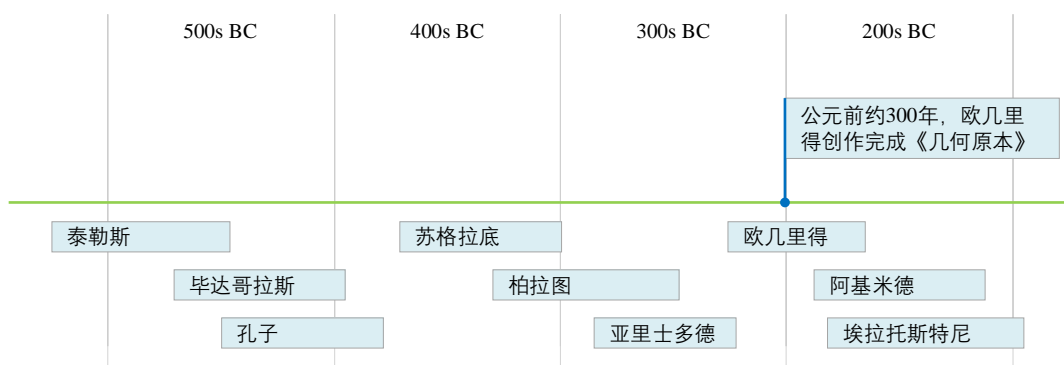 500s BC
400s BC
300s BC
200s BC
公元前约300年，欧几里
得创作完成《几何原本》
泰勒斯
苏格拉底
欧几里得
毕达哥拉斯
柏拉图
阿基米德
孔子
亚里士多德
埃拉托斯特尼